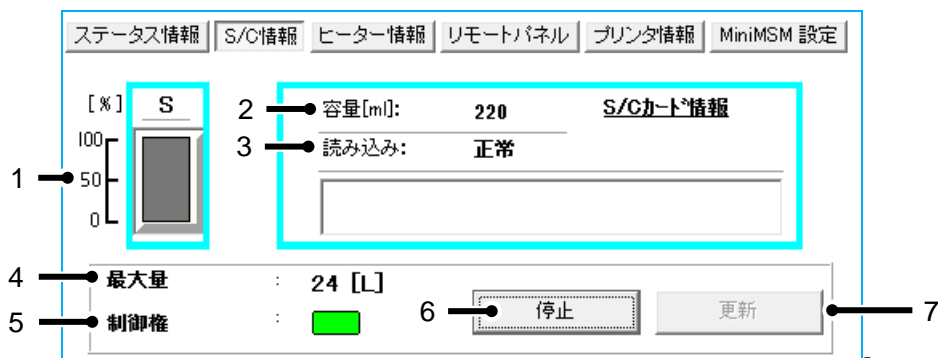 ステータス情報 S/C情報 ヒーター情報 リモートパネル プリンタ情報 MiniMSM 設定
[%] S
100
50
0
容量[ml]: 220 S/Cカード情報
読み込み: 正常
最大量 : 24 [L]
制御権 :
停止 更新
1
2
3
4
5
6
7